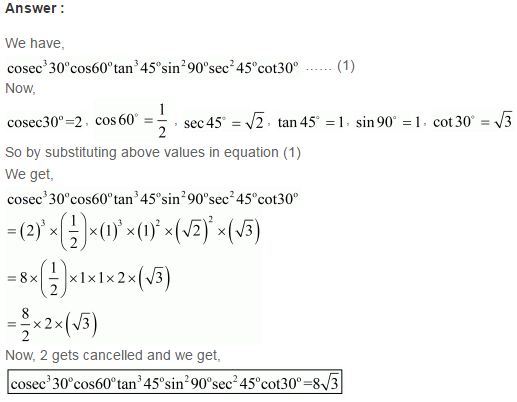 Answer :
We have,
cosec³30°cos60°tan³45°sin²90°sec²45°cot30° ...... (1)
Now,
cosec30°=2, cos60° = 1/2, sec45° = √2, tan45° = 1, sin90° = 1, cot30° = √3
So by substituting above values in equation (1)
We get,
cosec³30°cos60°tan³45°sin²90°sec²45°cot30°
= (2)³ × (1/2) × (1)³ × (1)² × (√2)² × (√3)
= 8 × (1/2) × 1 × 1 × 2 × (√3)
= 8/2 × 2 × (√3)
Now, 2 gets cancelled and we get,
cosec³30°cos60°tan³45°sin²90°sec²45°cot30°=8√3